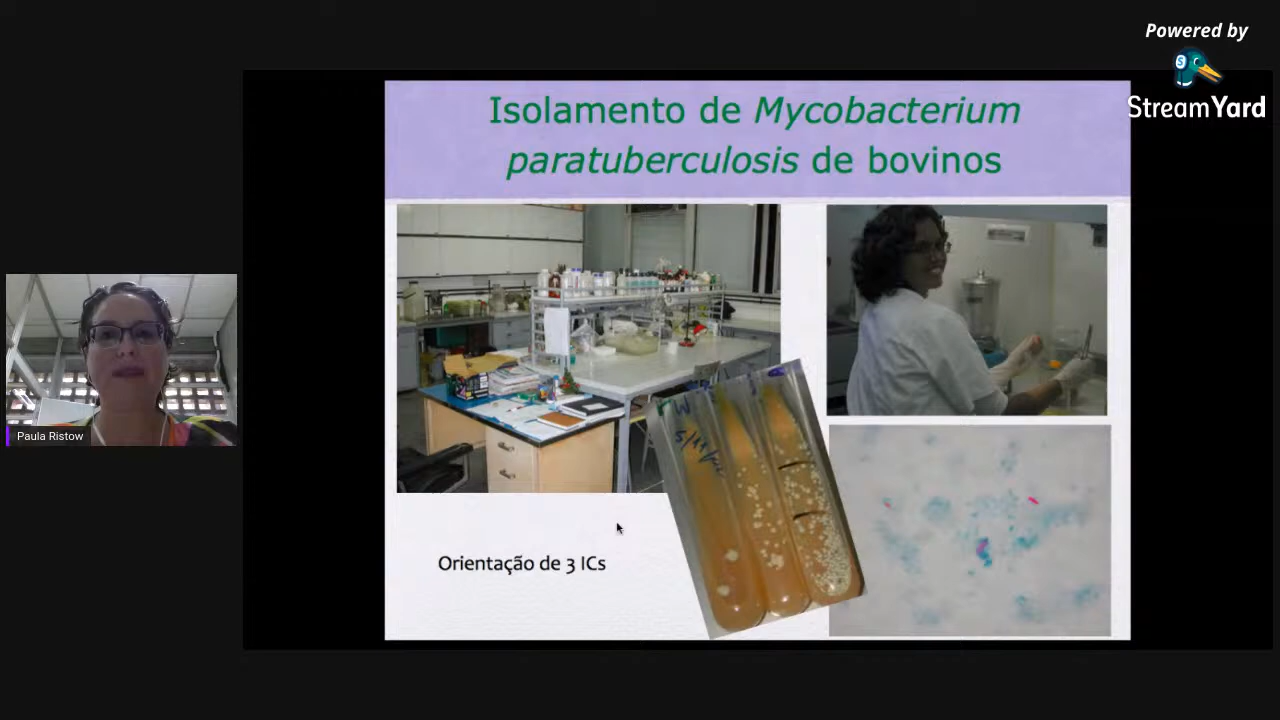 Powered by
StreamYard
Isolamento de Mycobacterium
paratuberculosis de bovinos
Paula Ristow
Orientação de 3 ICs